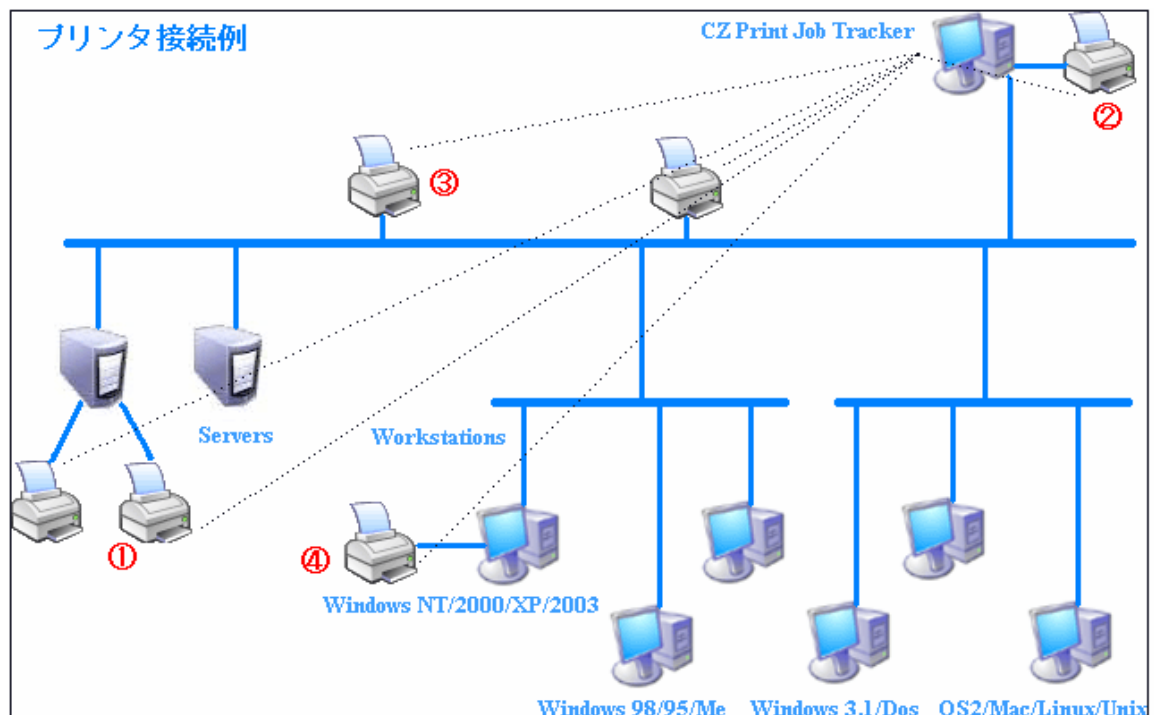 プリンタ接続例
CZ Print Job Tracker
②
③
Servers
Workstations
①
④
Windows NT/2000/XP/2003
Windows 98/95/Me
Windows 3.1/Dos
OS2/Mac/Linux/Unix